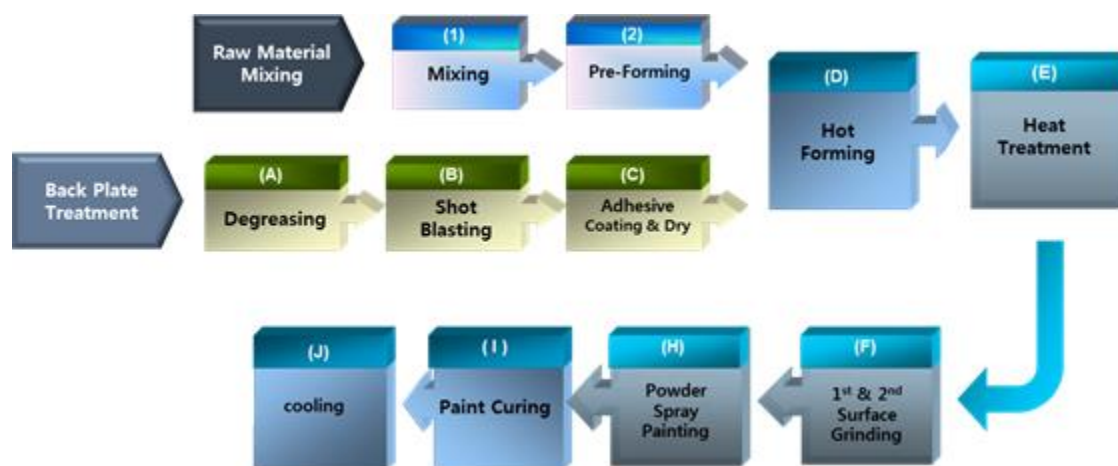 Raw Material
Mixing
(1)
Mixing
(2)
Pre-Forming
(D)
Hot
Forming
(E)
Heat
Treatment
Back Plate
Treatment
(A)
Degreasing
(B)
Shot
Blasting
(C)
Adhesive
Coating & Dry
(J)
cooling
(I)
Paint Curing
(H)
Powder
Spray
Painting
(F)
1st & 2nd
Surface
Grinding